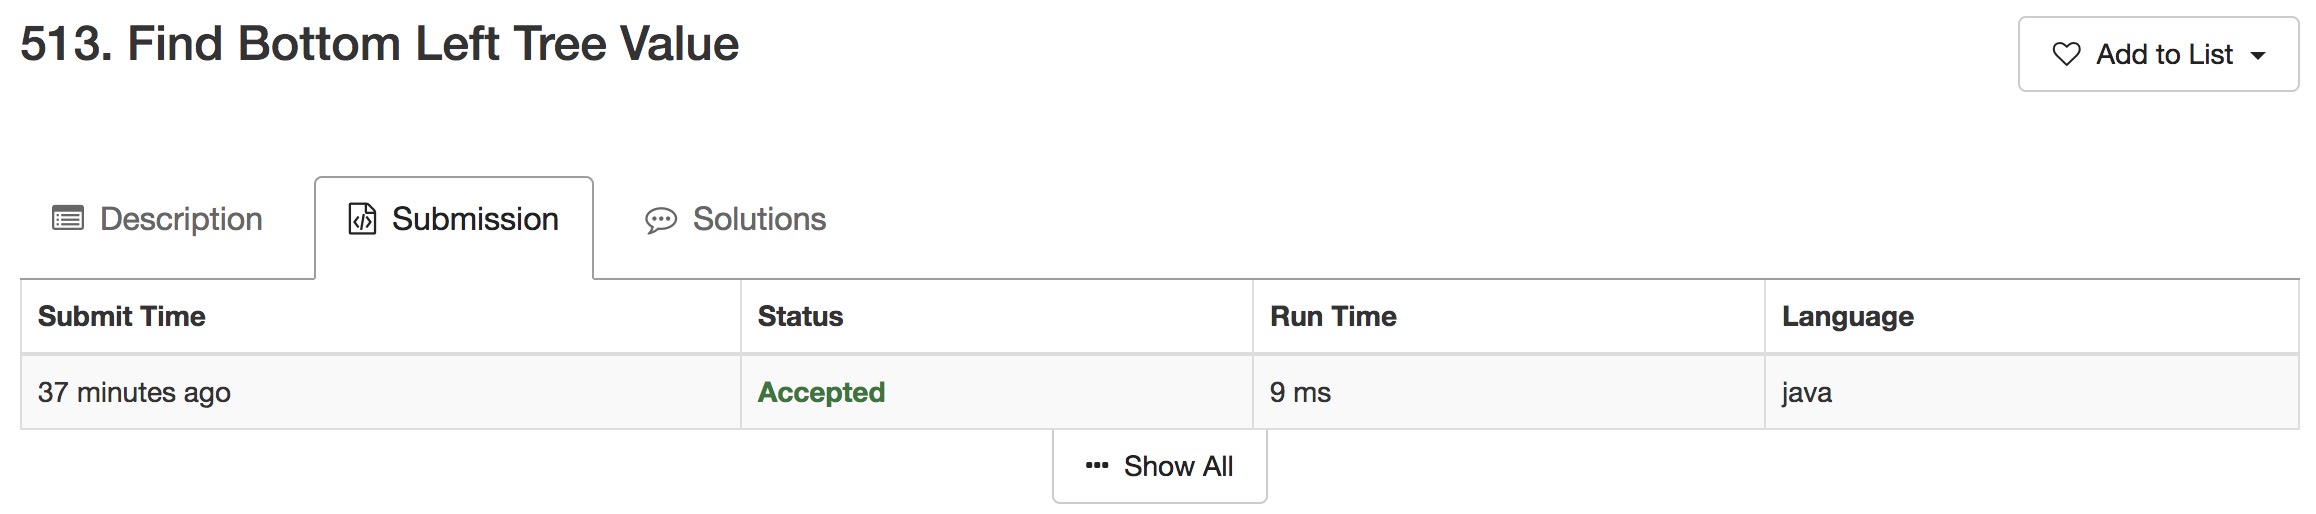 513. Find Bottom Left Tree Value
Add to List
Description
Submission
Solutions
Submit Time Status Run Time Language
37 minutes ago Accepted 9 ms java
Show All